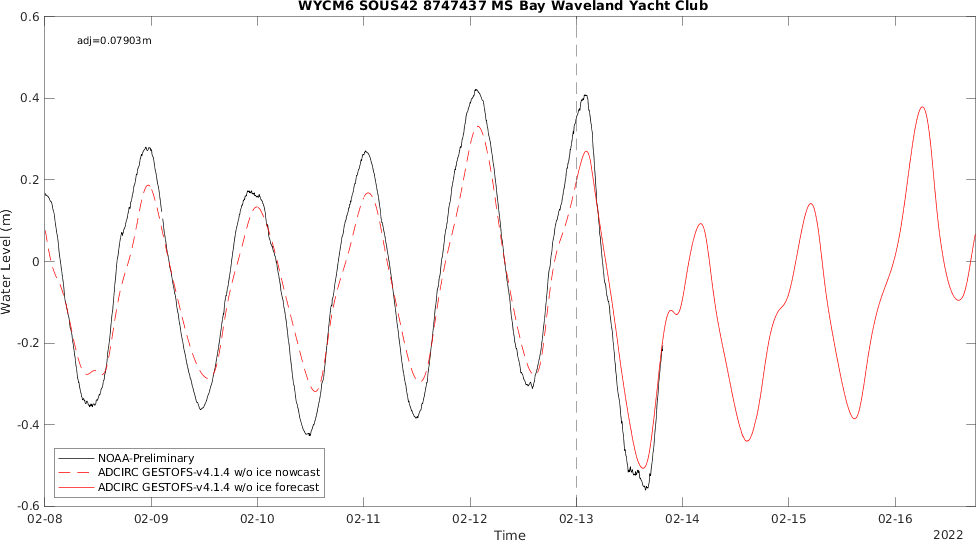 WYCM6 SOUS42 8747437 MS Bay Waveland Yacht Club
adj=0.07903m
0.6
0.4
0.2
0
-0.2
-0.4
-0.6
Water Level (m)
NOAA-Preliminary
ADCIRC GESTOFS-v4.1.4 w/o ice nowcast
ADCIRC GESTOFS-v4.1.4 w/o ice forecast
02-08 02-09 02-10 02-11 02-12 02-13 02-14 02-15 02-16
Time
2022